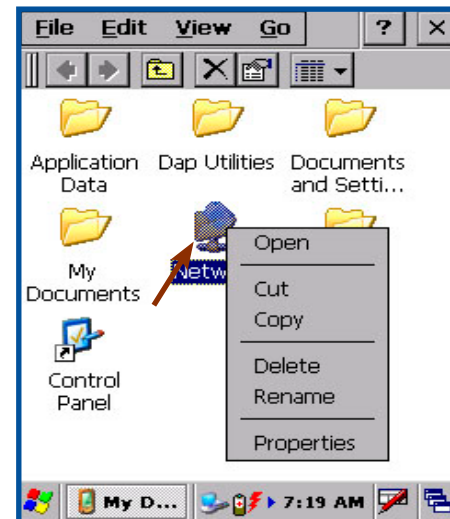 File Edit View Go ? ×
Application Data
Dap Utilities
Documents and Setti...
My Documents
Netw
Open
Cut
Copy
Delete
Rename
Properties
Control Panel
My D... 7:19 AM